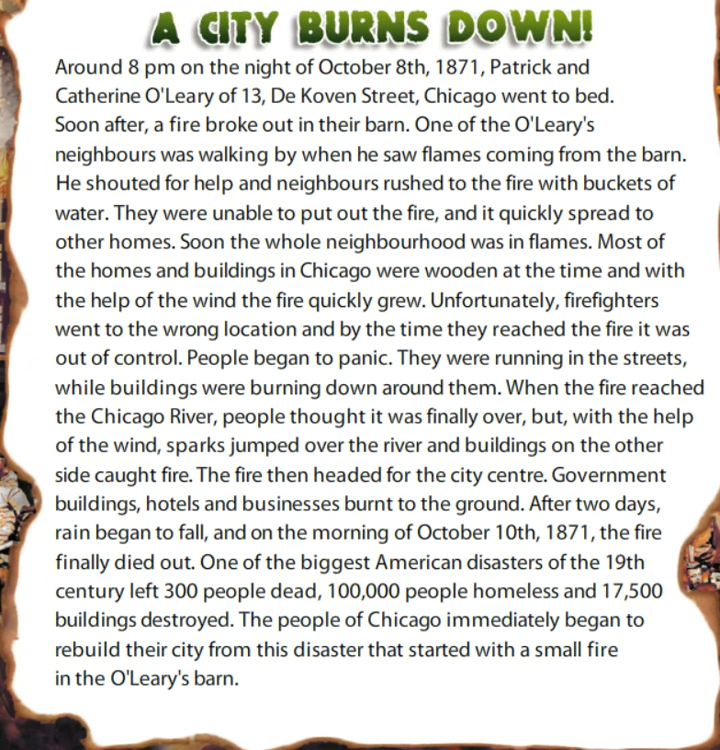 A CITY BURNS DOWN!
Around 8 pm on the night of October 8th, 1871, Patrick and
Catherine O'Leary of 13, De Koven Street, Chicago went to bed.
Soon after, a fire broke out in their barn. One of the O'Leary's
neighbours was walking by when he saw flames coming from the barn.
He shouted for help and neighbours rushed to the fire with buckets of
water. They were unable to put out the fire, and it quickly spread to
other homes. Soon the whole neighbourhood was in flames. Most of
the homes and buildings in Chicago were wooden at the time and with
the help of the wind the fire quickly grew. Unfortunately, firefighters
went to the wrong location and by the time they reached the fire it was
out of control. People began to panic. They were running in the streets,
while buildings were burning down around them. When the fire reached
the Chicago River, people thought it was finally over, but, with the help
of the wind, sparks jumped over the river and buildings on the other
side caught fire. The fire then headed for the city centre. Government
buildings, hotels and businesses burnt to the ground. After two days,
rain began to fall, and on the morning of October 10th, 1871, the fire
finally died out. One of the biggest American disasters of the 19th
century left 300 people dead, 100,000 people homeless and 17,500
buildings destroyed. The people of Chicago immediately began to
rebuild their city from this disaster that started with a small fire
in the O'Leary's barn.